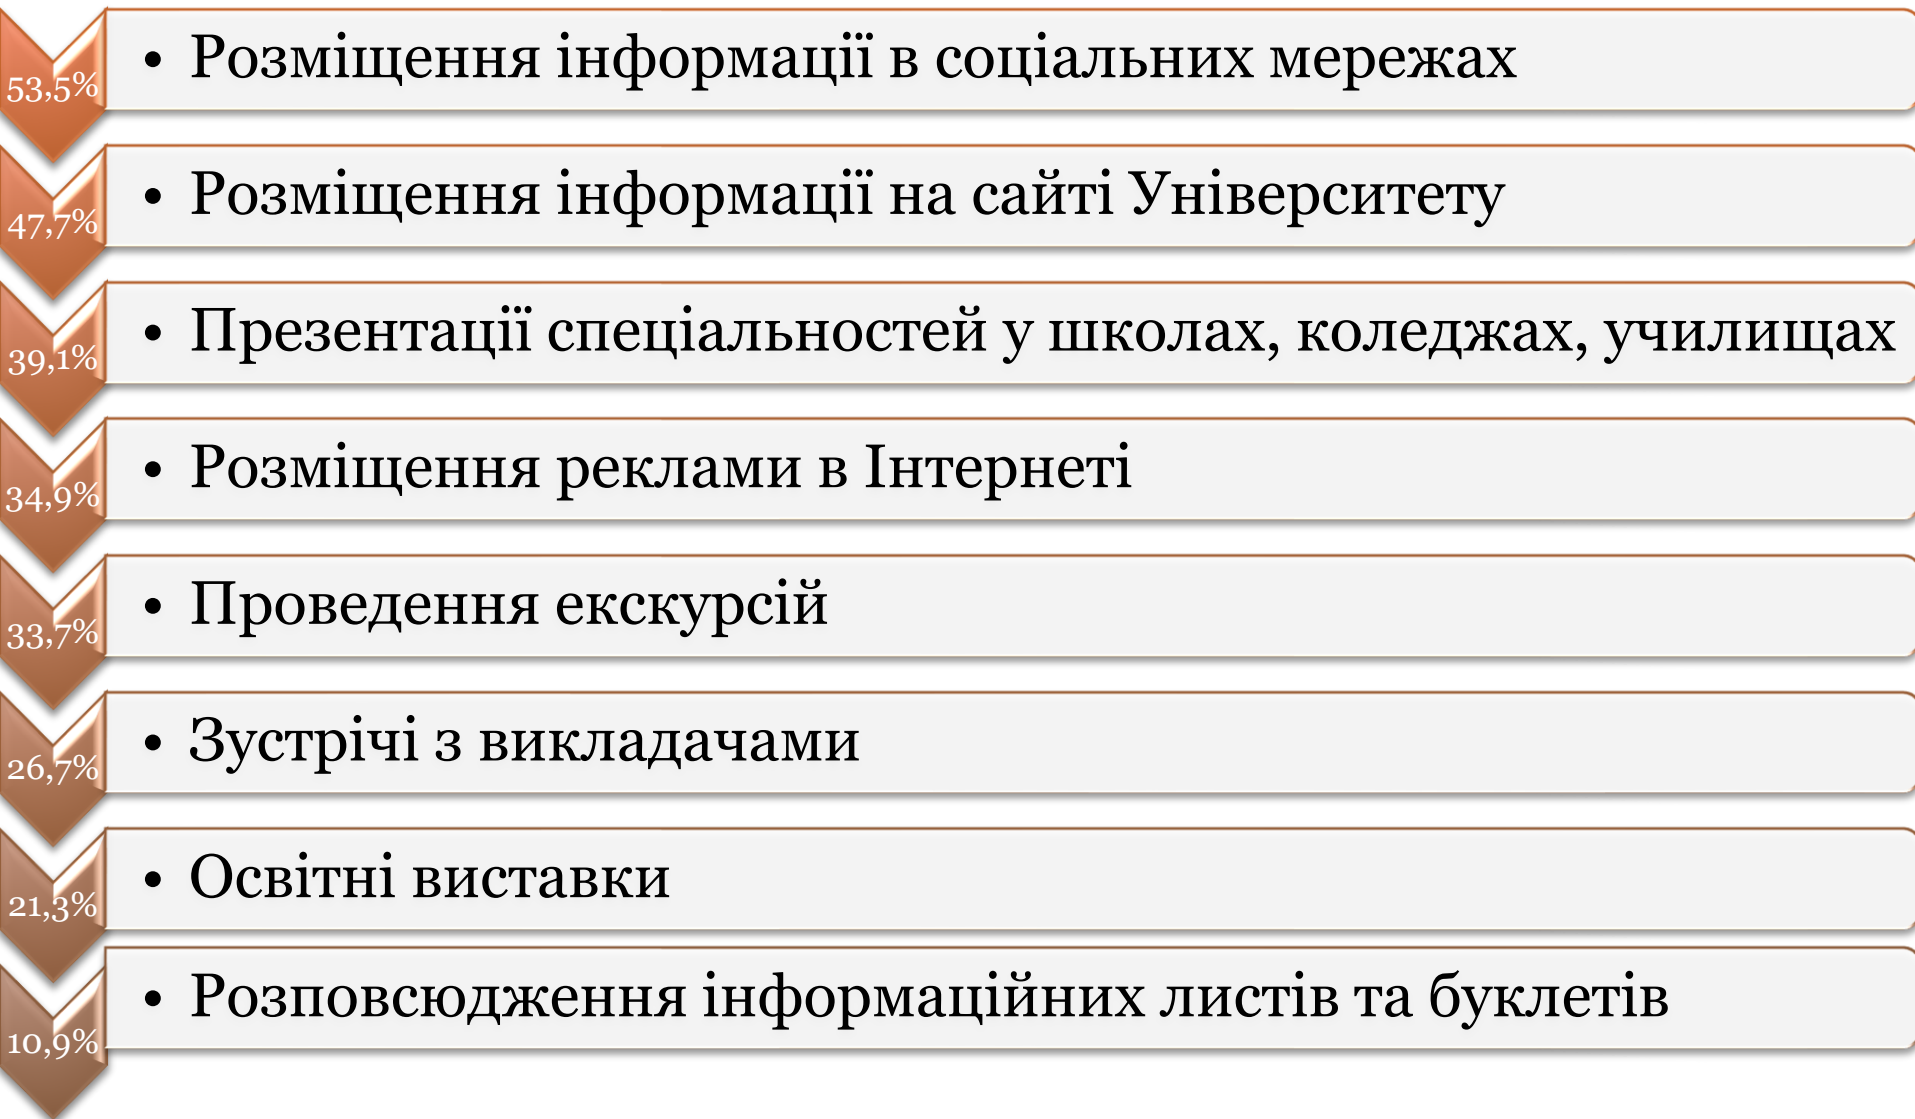 53,5%
• Розміщення інформації в соціальних мережах
47,7%
• Розміщення інформації на сайті Університету
39,1%
• Презентації спеціальностей у школах, коледжах, училищах
34,9%
• Розміщення реклами в Інтернеті
33,7%
• Проведення екскурсій
26,7%
• Зустрічі з викладачами
21,3%
• Освітні виставки
10,9%
• Розповсюдження інформаційних листів та буклетів